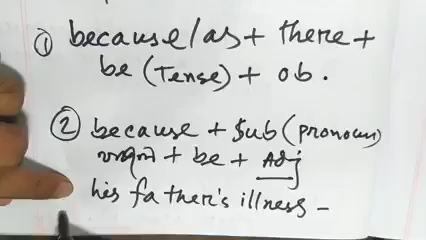 ① because/as + there +
be (Tense) + ob.
② because + Sub (pronoun)
+ be + Adj
his father's illness -